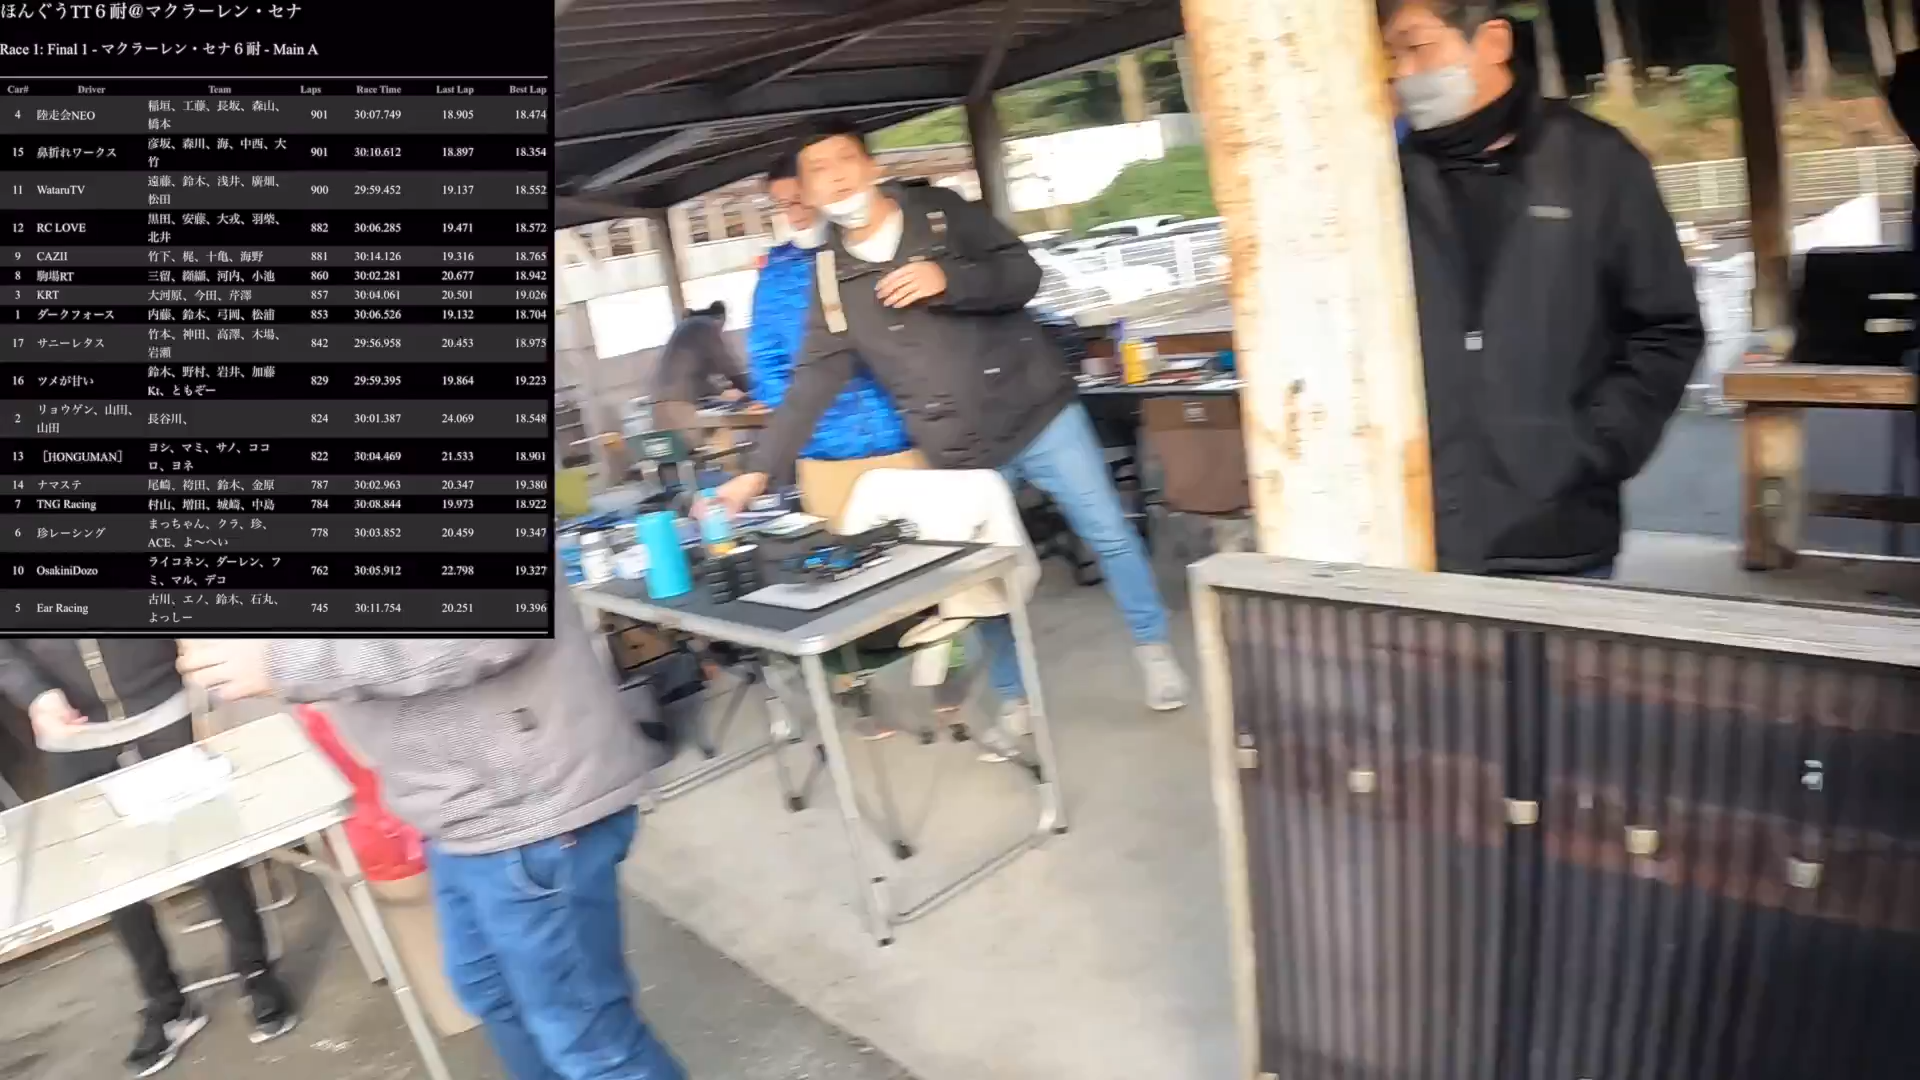 ほんぐうTT６耐＠マクラーレン・セナ
Race 1: Final 1 - マクラーレン・セナ６耐 - Main A
Car# Driver Team Laps Race Time Last Lap Best Lap
4 陸走会NEO 稲垣、工藤、長坂、森山、橋本 901 30:07.749 18.905 18.474
15 鼻折れワークス 彦坂、森川、海、中西、大竹 901 30:10.612 18.897 18.354
11 WataruTV 遠藤、鈴木、浅井、廣畑、松田 900 29:59.452 19.137 18.552
12 RC LOVE 黒田、安藤、大戎、羽柴、北井 882 30:06.285 19.471 18.572
9 CAZII 竹下、梶、十亀、海野 881 30:14.126 19.316 18.765
8 駒場RT 三留、纐纈、河内、小池 860 30:02.281 20.677 18.942
3 KRT 大河原、今田、芹澤 857 30:04.061 20.501 19.026
1 ダークフォース 内藤、鈴木、弓岡、松浦 853 30:06.526 19.132 18.704
17 サニーレタス 竹本、神田、高澤、木場、岩瀬 842 29:56.958 20.453 18.975
16 ツメが甘い 鈴木、野村、岩井、加藤Kt、ともぞー 829 29:59.395 19.864 19.223
2 リョウゲン、山田、山田 長谷川、 824 30:01.387 24.069 18.548
13 ［HONGUMAN］ ヨシ、マミ、サノ、ココロ、ヨネ 822 30:04.469 21.533 18.901
14 ナマステ 尾崎、袴田、鈴木、金原 787 30:02.963 20.347 19.380
7 TNG Racing 村山、増田、城崎、中島 784 30:08.844 19.973 18.922
6 珍レーシング まっちゃん、クラ、珍、ACE、よ〜へい 778 30:03.852 20.459 19.347
10 OsakiniDozo ライコネン、ダーレン、フミ、マル、デコ 762 30:05.912 22.798 19.327
5 Ear Racing 古川、エノ、鈴木、石丸、よっしー 745 30:11.754 20.251 19.396